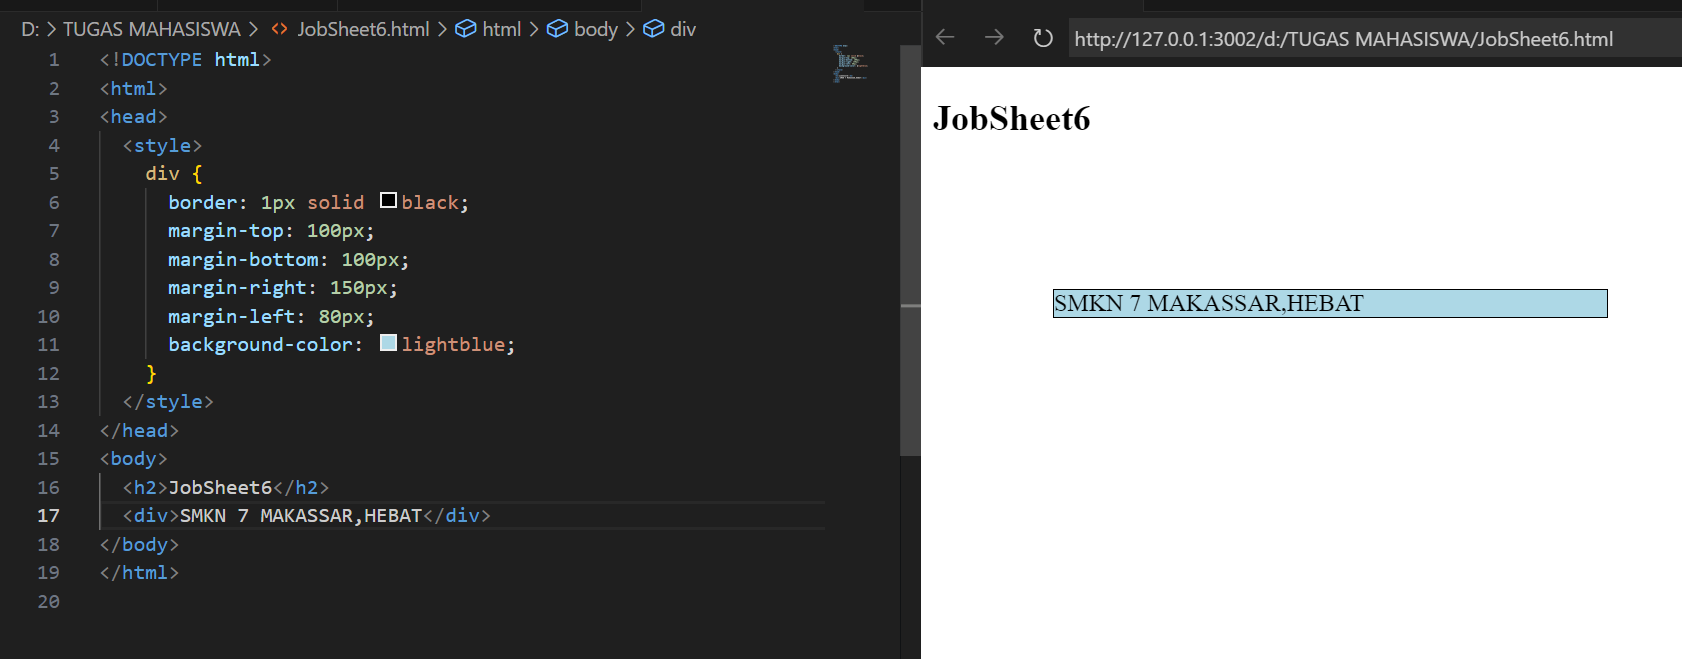 D: > TUGAS MAHASISWA > <> JobSheet6.html > html > body > div
1 <!DOCTYPE html>
2 <html>
3 <head>
4 <style>
5 div {
6 border: 1px solid black;
7 margin-top: 100px;
8 margin-bottom: 100px;
9 margin-right: 150px;
10 margin-left: 80px;
11 background-color: lightblue;
12 }
13 </style>
14 </head>
15 <body>
16 <h2>JobSheet6</h2>
17 <div>SMKN 7 MAKASSAR,HEBAT</div>
18 </body>
19 </html>
20
http://127.0.0.1:3002/d:/TUGAS MAHASISWA/JobSheet6.html
JobSheet6
SMKN 7 MAKASSAR,HEBAT